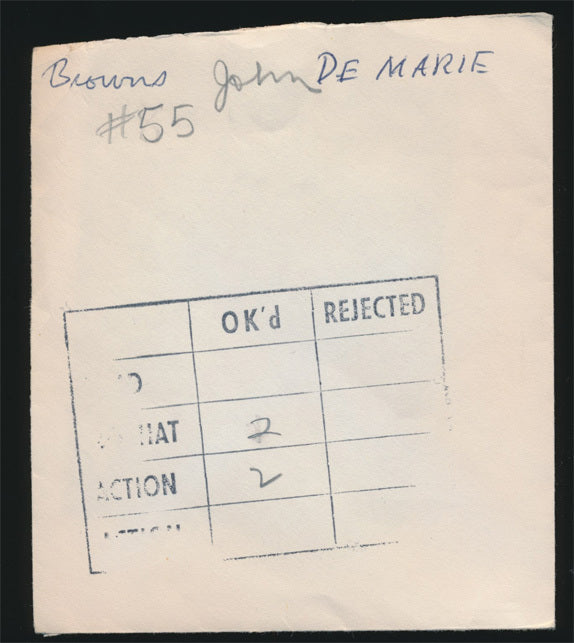 Browns John DE MARIE
#55
OK'd REJECTED
HAT 2
ACTION 2